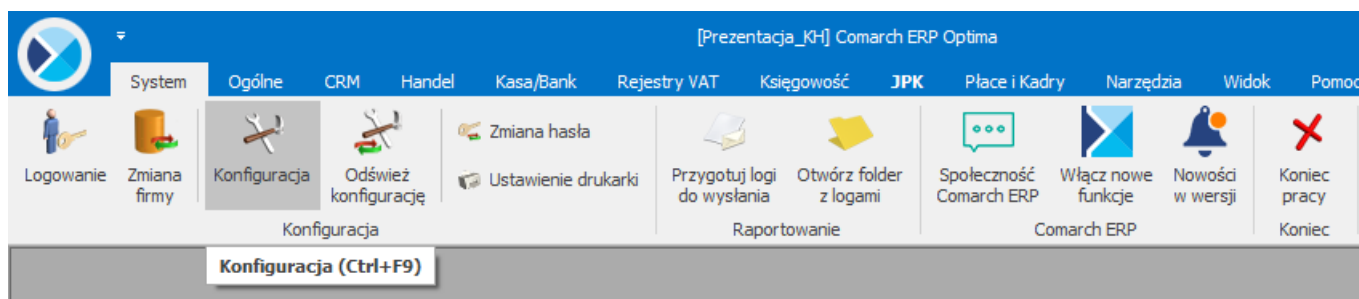 [Prezentacja_KH] Comarch ERP Optima
System Ogólne CRM Handel Kasa/Bank Rejestry VAT Księgowość JPK Płace i Kadry Narzędzia Widok Pomoc
Logowanie
Zmiana
firmy
Konfiguracja
Odśwież
konfigurację
Zmiana hasła
Ustawienie drukarki
Przygotuj logi
do wysłania
Otwórz folder
z logami
Społeczność
Comarch ERP
Włącz nowe
funkcje
Nowości
w wersji
Koniec
pracy
Konfiguracja Raportowanie Comarch ERP Koniec
Konfiguracja (Ctrl+F9)